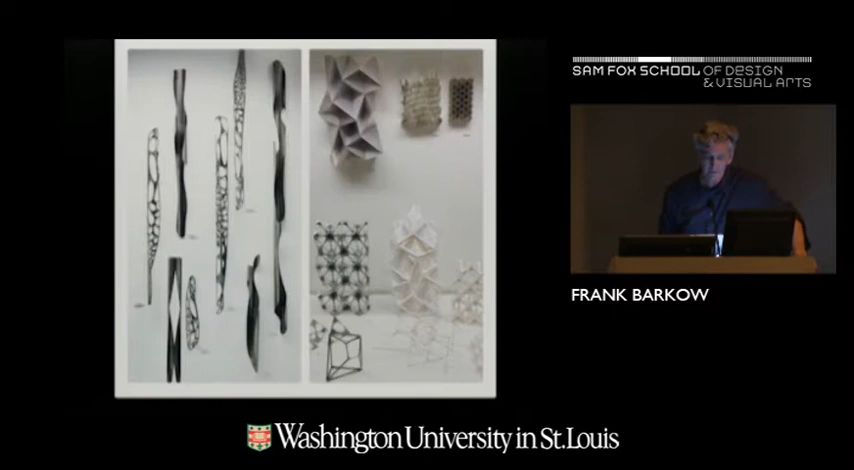 SAM FOX SCHOOL OF DESIGN
& VISUAL ARTS
FRANK BARKOW
Washington University in St. Louis